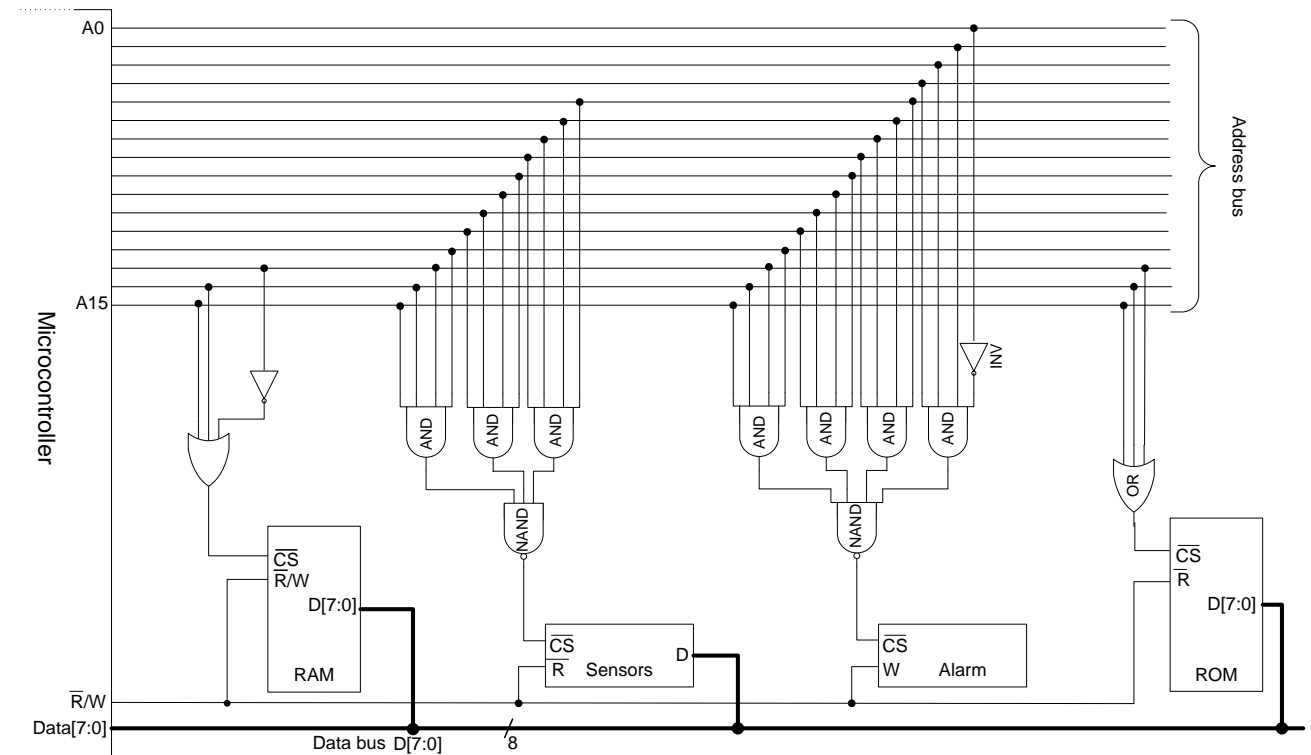 A0
Address bus
A15
Microcontroller
INV
AND
AND
AND
AND
AND
AND
AND
OR
NAND
NAND
CS
R/W
D[7:0]
RAM
CS
R
Sensors
D
CS
W
Alarm
CS
R
D[7:0]
ROM
R/W
Data[7:0]
Data bus D[7:0]
8